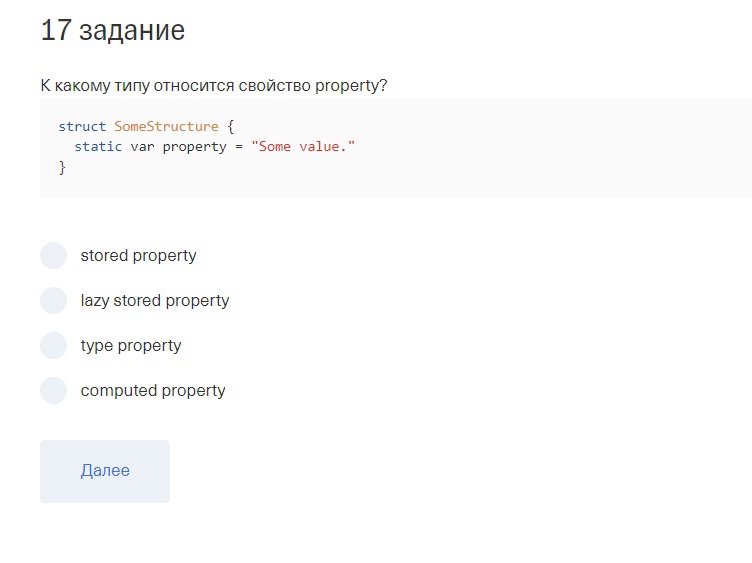 17 задание
К какому типу относится свойство property?
struct SomeStructure {
  static var property = "Some value."
}
stored property
lazy stored property
type property
computed property
Далее